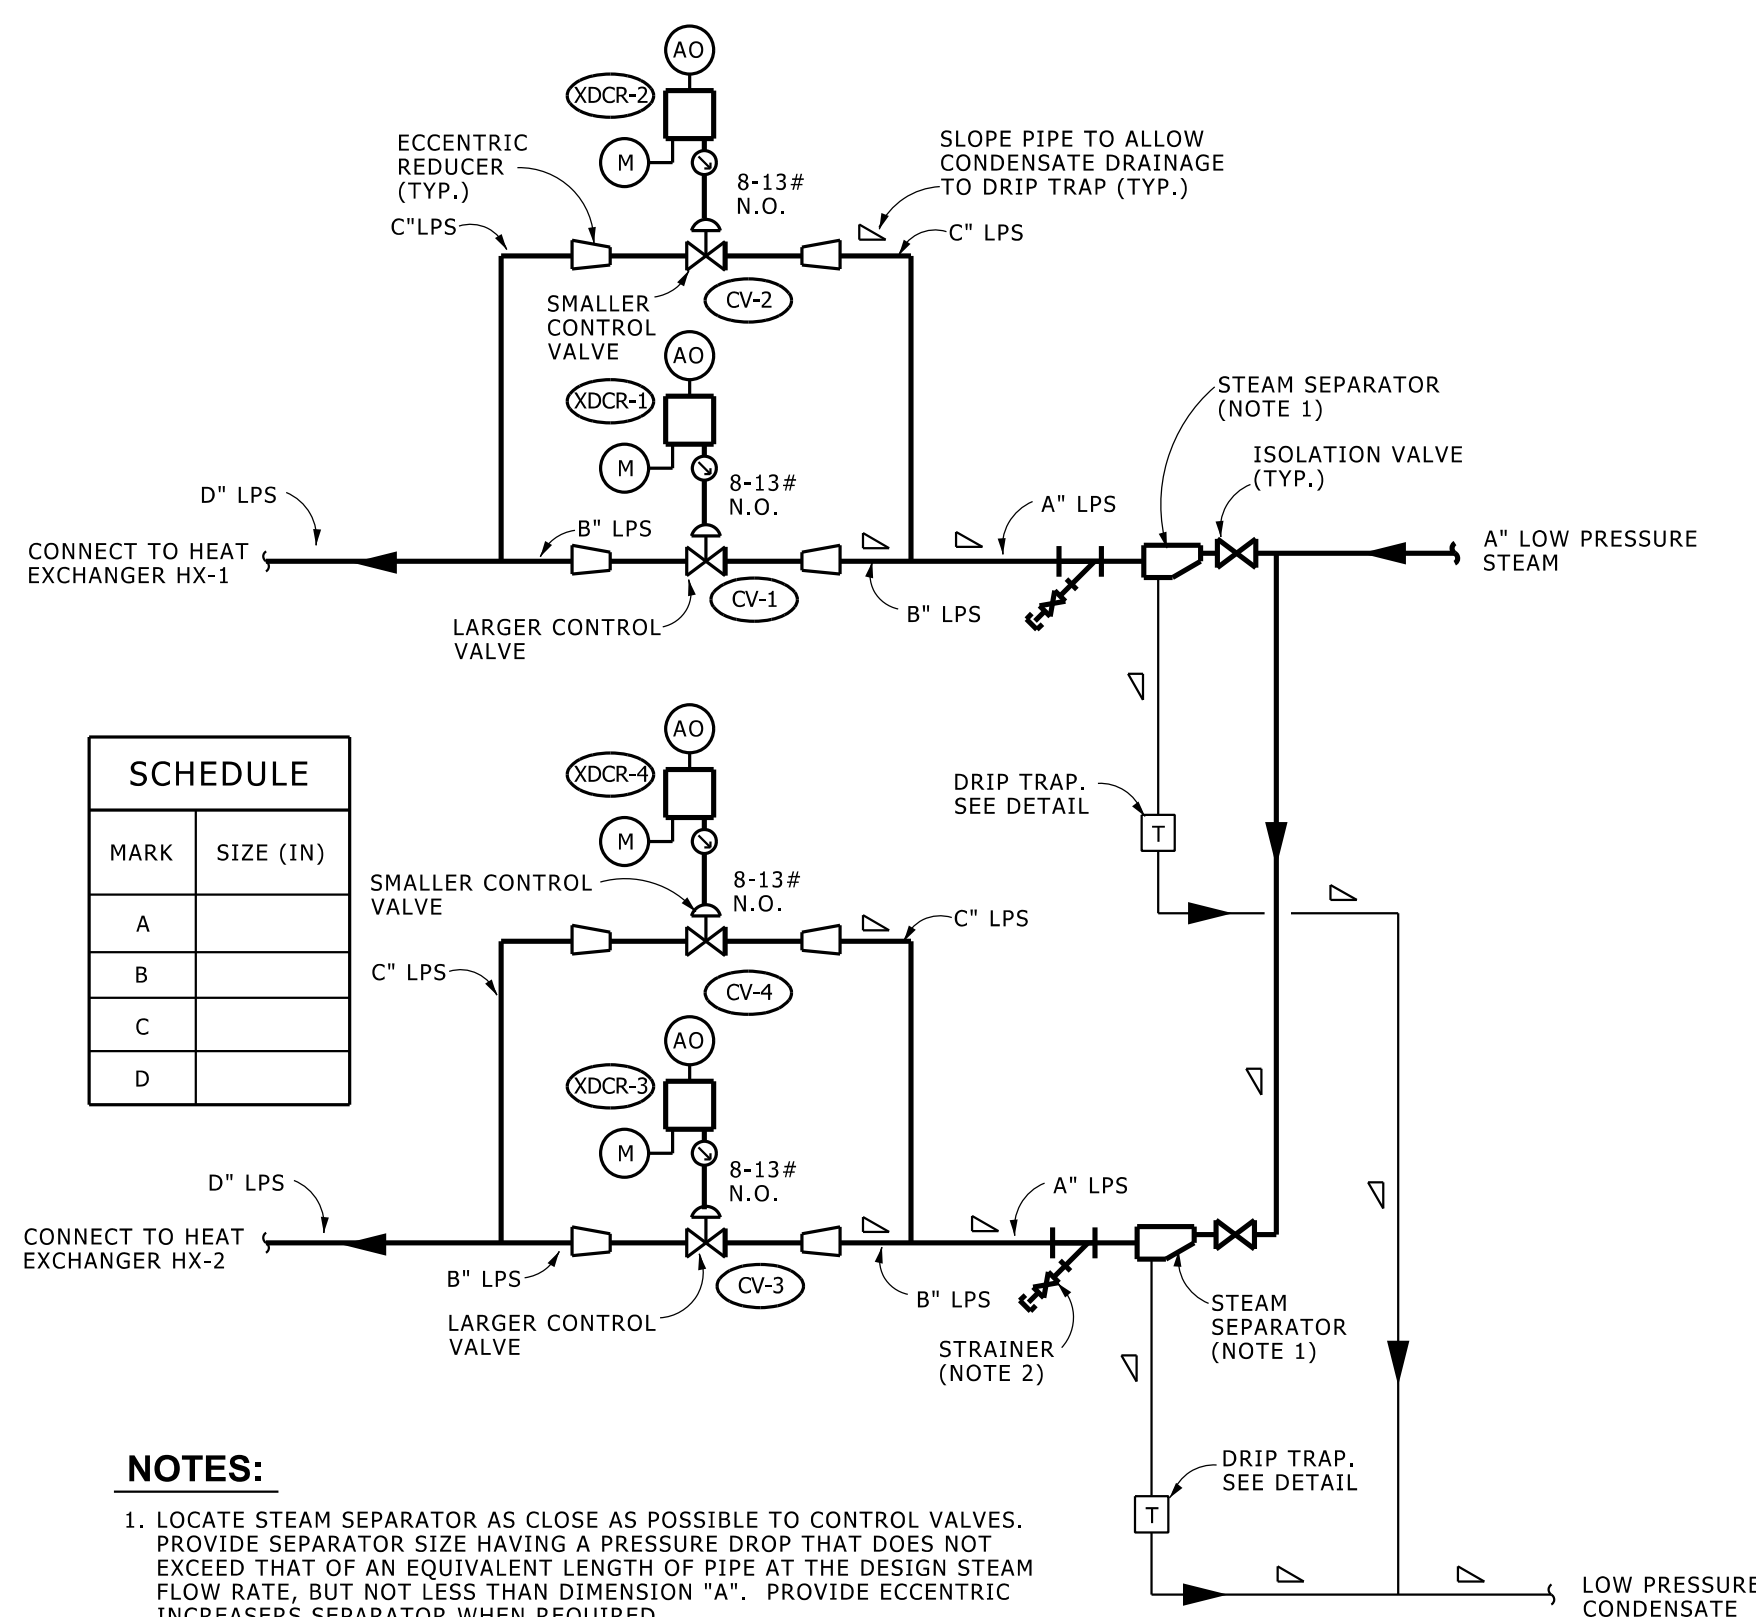 AO
XDCR-2
M
ECCENTRIC
REDUCER
(TYP.)
8-13#
N.O.
SLOPE PIPE TO ALLOW
CONDENSATE DRAINAGE
TO DRIP TRAP (TYP.)
C"LPS
C" LPS
SMALLER
CONTROL
VALVE
CV-2
AO
XDCR-1
M
8-13#
N.O.
STEAM SEPARATOR
(NOTE 1)
ISOLATION VALVE
(TYP.)
D" LPS
B" LPS
A" LPS
CONNECT TO HEAT
EXCHANGER HX-1
A" LOW PRESSURE
STEAM
CV-1
B" LPS
LARGER CONTROL
VALVE
SCHEDULE
MARK SIZE (IN)
A
B
C
D
AO
XDCR-4
M
DRIP TRAP.
SEE DETAIL
T
SMALLER CONTROL
VALVE
8-13#
N.O.
C" LPS
C" LPS
CV-4
AO
XDCR-3
M
8-13#
N.O.
D" LPS
A" LPS
CONNECT TO HEAT
EXCHANGER HX-2
B" LPS
CV-3
B" LPS
LARGER CONTROL
VALVE
STRAINER
(NOTE 2)
STEAM
SEPARATOR
(NOTE 1)
DRIP TRAP.
SEE DETAIL
T
LOW PRESSURE
CONDENSATE
NOTES:
1. LOCATE STEAM SEPARATOR AS CLOSE AS POSSIBLE TO CONTROL VALVES.
PROVIDE SEPARATOR SIZE HAVING A PRESSURE DROP THAT DOES NOT
EXCEED THAT OF AN EQUIVALENT LENGTH OF PIPE AT THE DESIGN STEAM
FLOW RATE, BUT NOT LESS THAN DIMENSION "A". PROVIDE ECCENTRIC
INCREASERS SEPARATOR WHEN REQUIRED